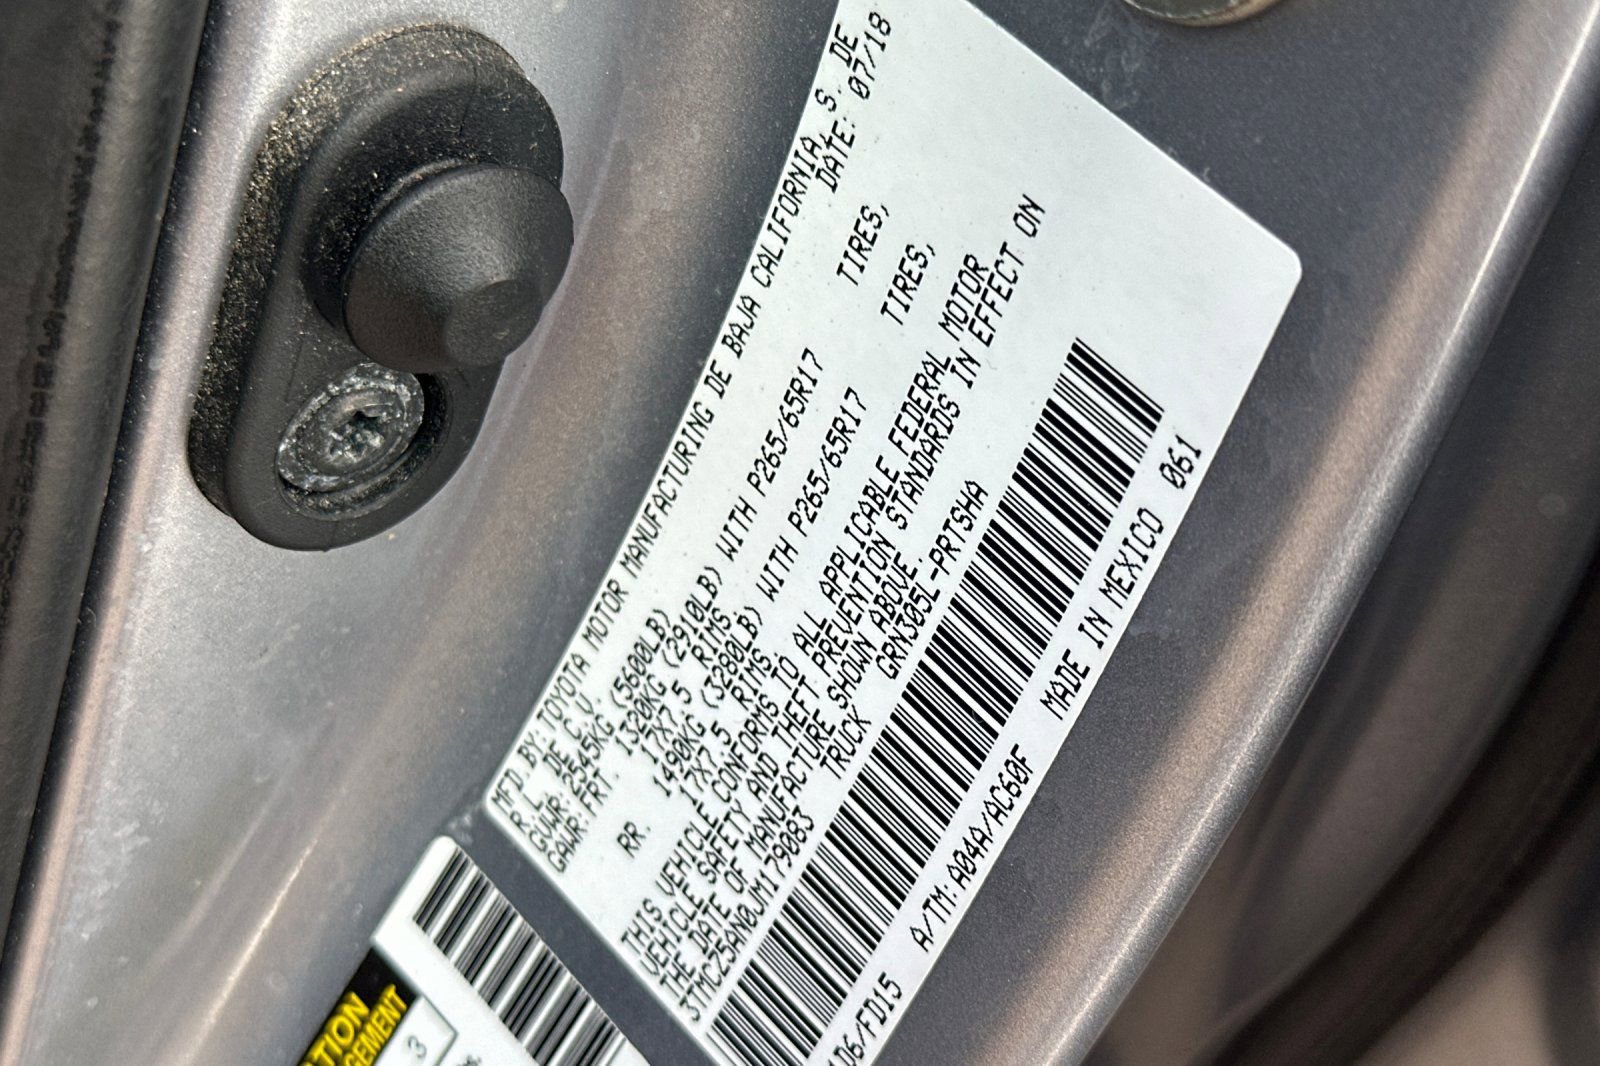 MFD. BY: TOYOTA MOTOR MANUFACTURING DE BAJA CALIFORNIA, S. DE
R.L. DE C.V. DATE: 07/18
GVWR: 2545KG (5600LB)
GAWR: FRT. 1320KG (2910LB) WITH P265/65R17 TIRES,
17X7.5 RIMS
RR. 1490KG (3280LB) WITH P265/65R17 TIRES,
17X7.5 RIMS
THIS VEHICLE CONFORMS TO ALL APPLICABLE FEDERAL MOTOR
VEHICLE SAFETY AND THEFT PREVENTION STANDARDS IN EFFECT ON
THE DATE OF MANUFACTURE SHOWN ABOVE.
3TMCZ5AN0JM179083 TRUCK GRN305L-PRTSHA
1D6/FD15 A/TM: A04A/AC60F MADE IN MEXICO 061
3